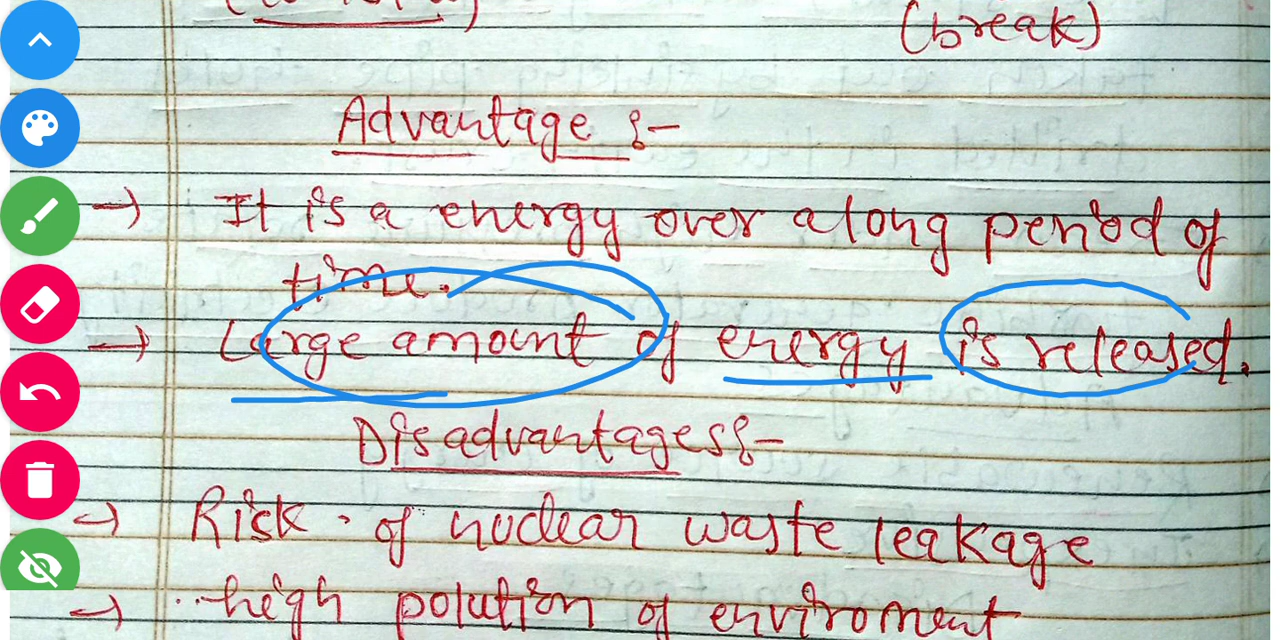 (break)
Advantage :-
→ It is a energy over a long period of
time.
→ Large amount of energy is released.
Disadvantages :-
→ Risk of nuclear waste leakage
→ high polution of enviroment